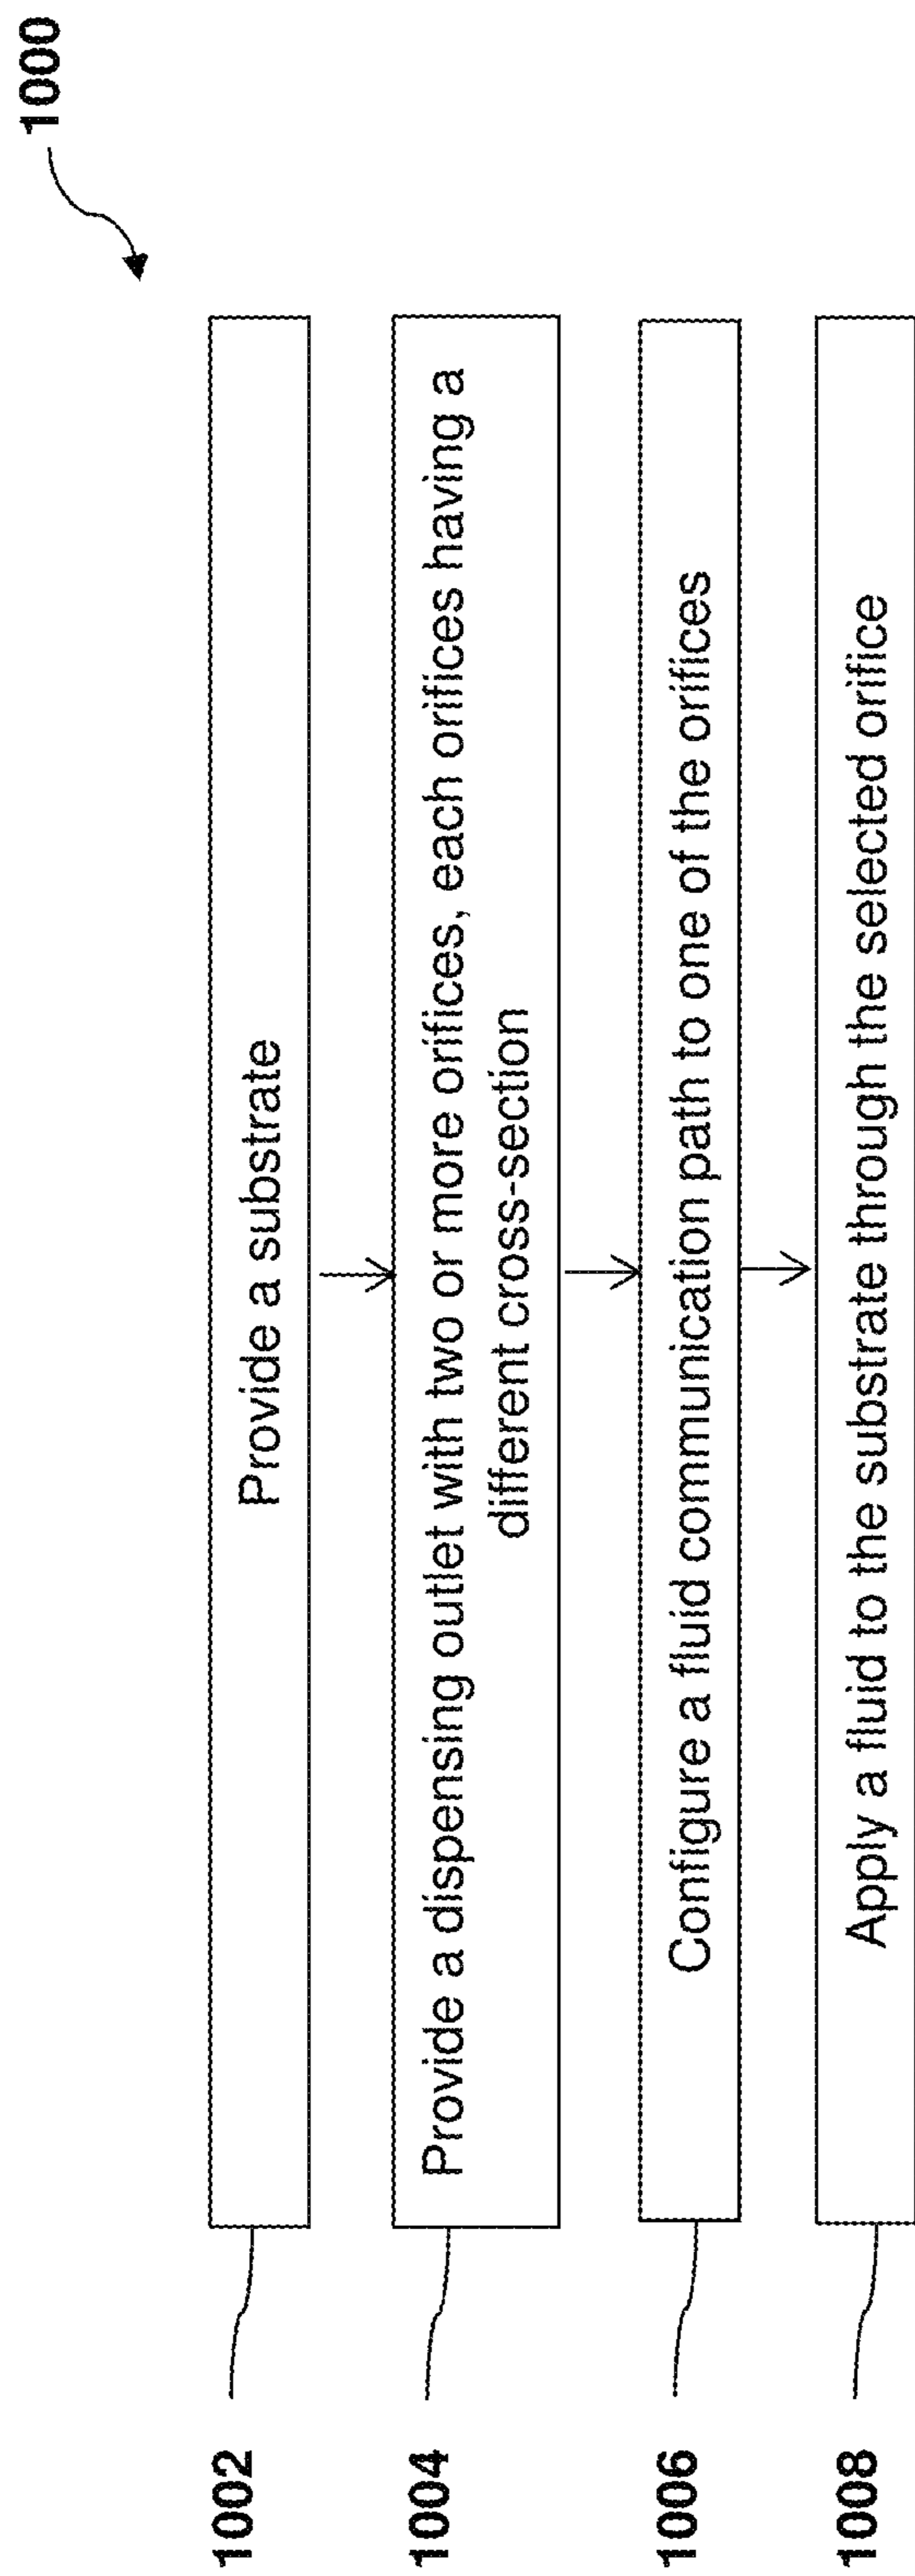 1000
1002
Provide a substrate
1004
Provide a dispensing outlet with two or more orifices, each orifices having a
different cross-section
1006
Configure a fluid communication path to one of the orifices
1008
Apply a fluid to the substrate through the selected orifice